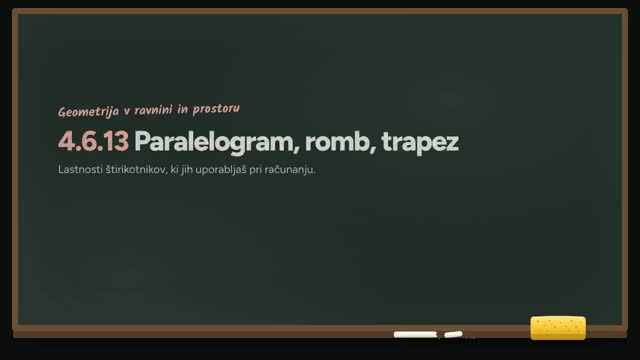 Geometrija v ravnini in prostoru
4.6.13 Paralelogram, romb, trapez
Lastnosti štirikotnikov, ki jih uporabljaš pri računanju.